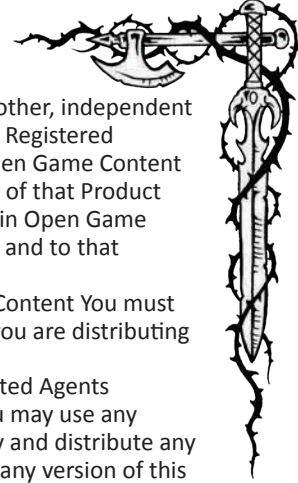 other, independent
Registered
en Game Content
of that Product
in Open Game
and to that
Content You must
ou are distributing
ted Agents
u may use any
y and distribute any
any version of this